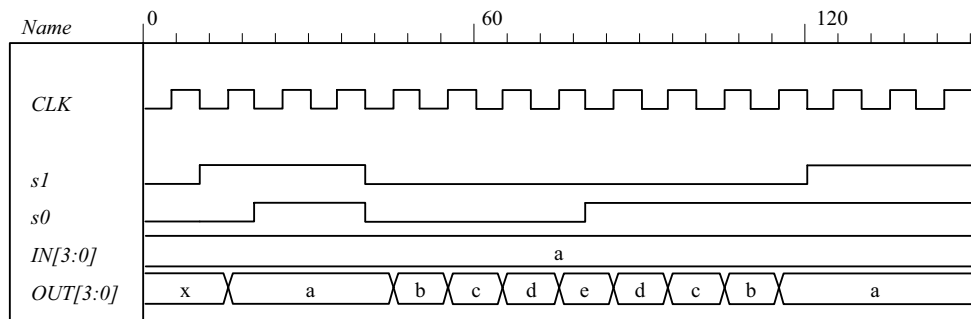 Name 0 60 120
CLK
s1
s0
IN[3:0] a
OUT[3:0] x a b c d e d c b a